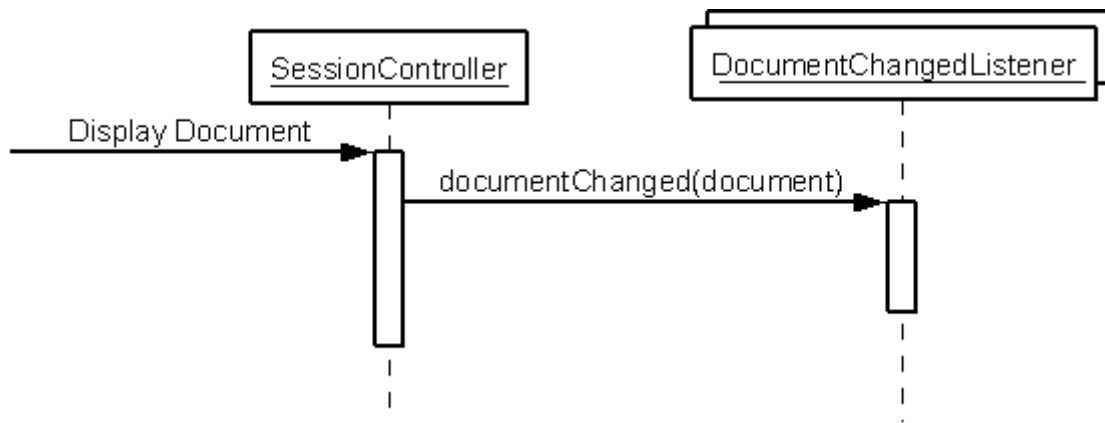 SessionController
DocumentChangedListener
Display Document
documentChanged(document)